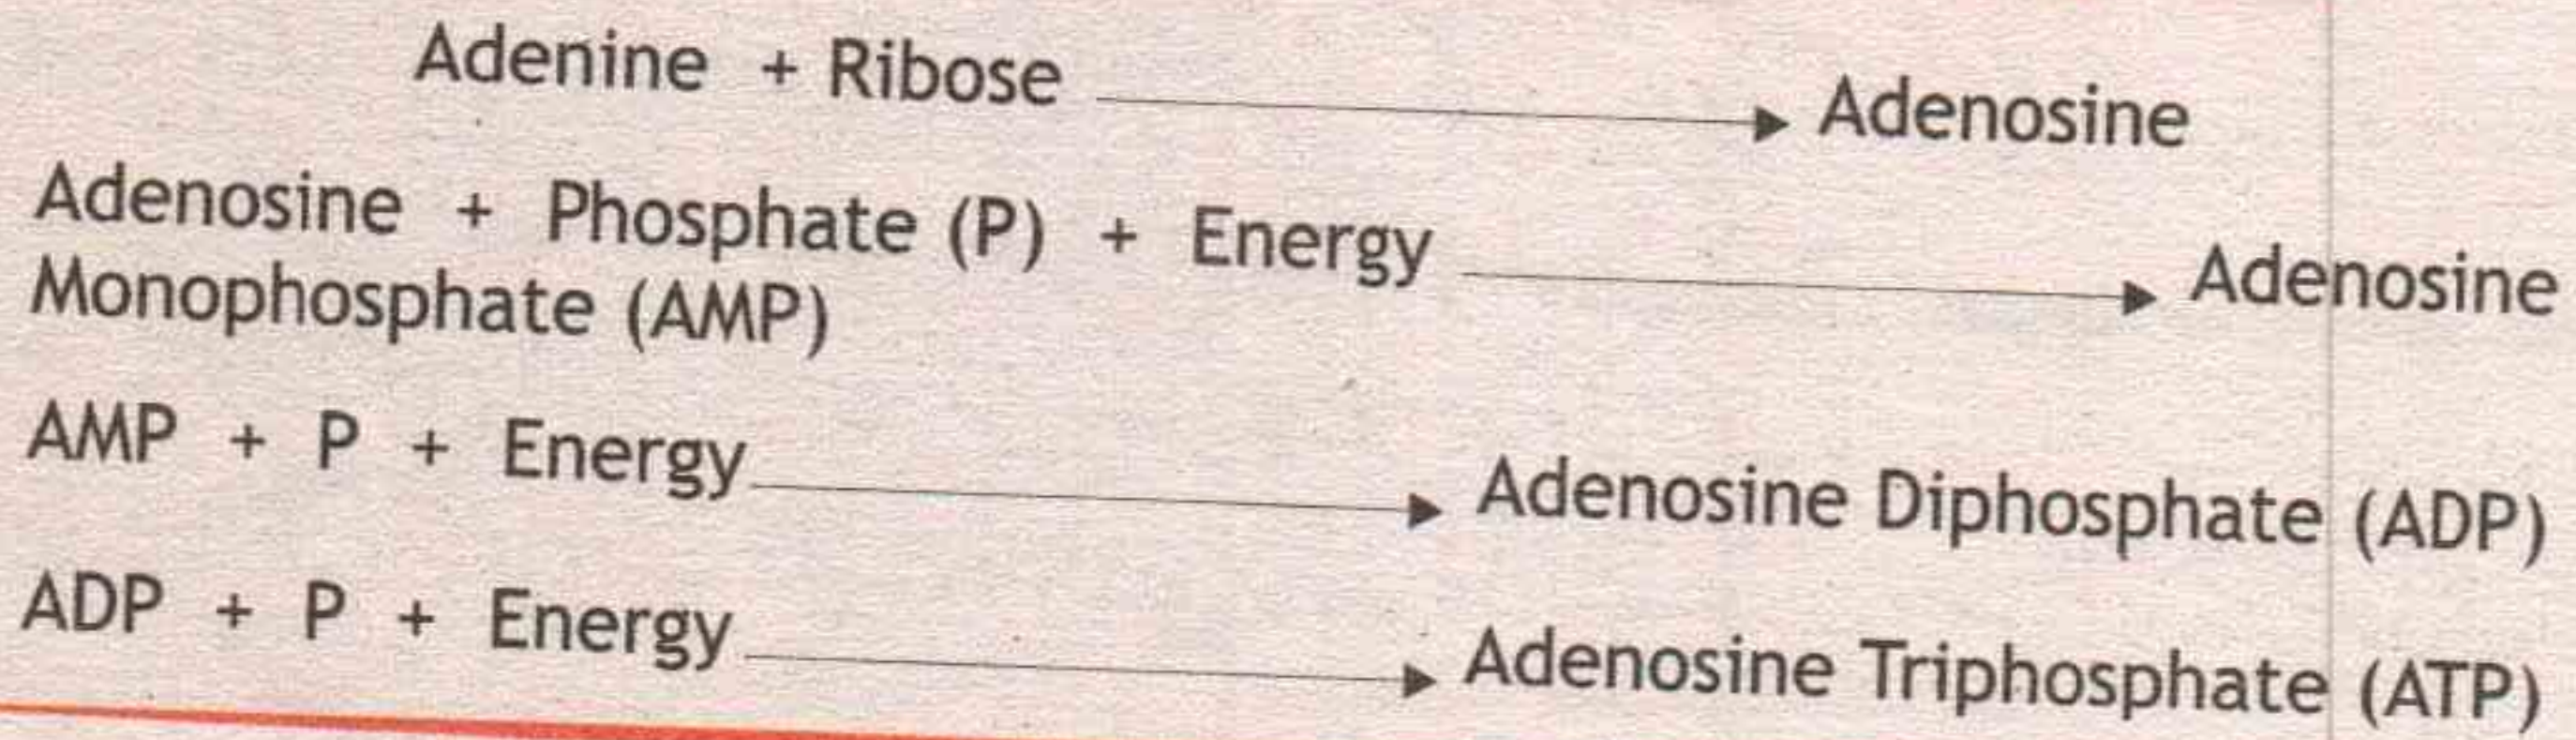 Adenine + Ribose → Adenosine
Adenosine + Phosphate (P) + Energy → Adenosine
Monophosphate (AMP)
AMP + P + Energy → Adenosine Diphosphate (ADP)
ADP + P + Energy → Adenosine Triphosphate (ATP)